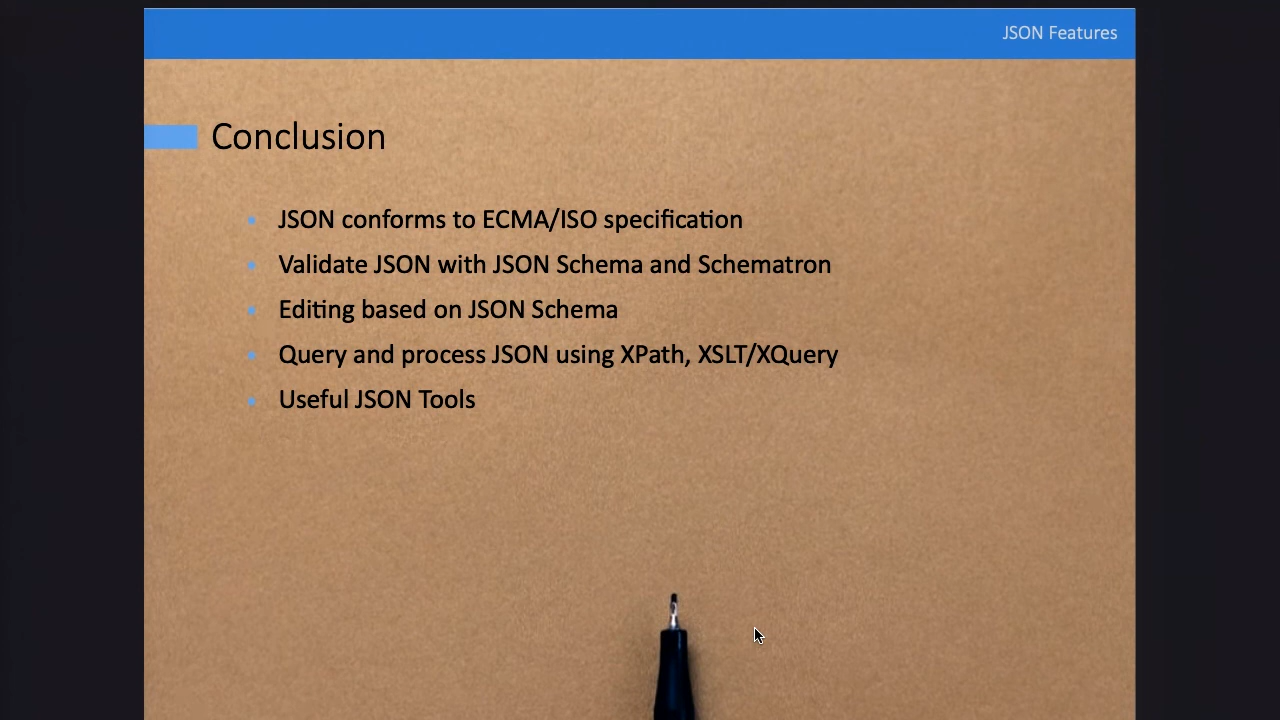 JSON Features
Conclusion
JSON conforms to ECMA/ISO specification
Validate JSON with JSON Schema and Schematron
Editing based on JSON Schema
Query and process JSON using XPath, XSLT/XQuery
Useful JSON Tools